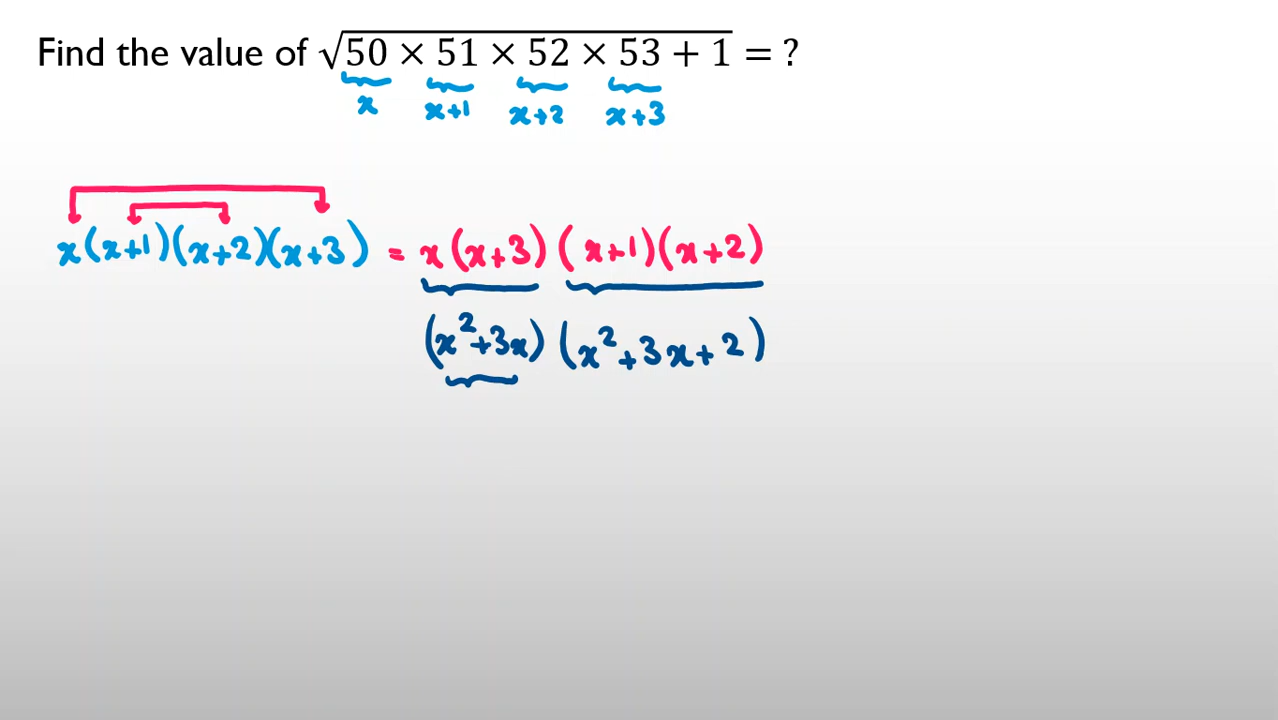 Find the value of √50 × 51 × 52 × 53 + 1 = ?
x x+1 x+2 x+3
x(x+1)(x+2)(x+3) = x(x+3)(x+1)(x+2)
(x²+3x)(x²+3x+2)